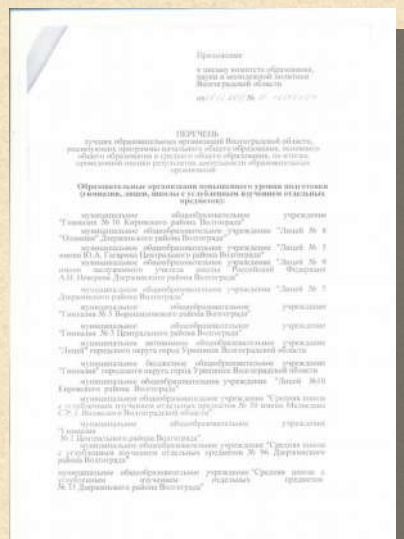 Приложение
к письму комитета образования,
науки и молодежной политики
Волгоградской области
от №
ПЕРЕЧЕНЬ
лучших образовательных организаций Волгоградской области,
реализующих программы начального общего образования, основного
общего образования и среднего общего образования, по итогам
проведенной оценки результатов деятельности образовательных
организаций
Образовательные организации повышенного уровня подготовки
(гимназии, лицеи, школы с углубленным изучением отдельных
предметов):
муниципальное общеобразовательное учреждение
"Гимназия № 16 Кировского района Волгограда"
муниципальное общеобразовательное учреждение "Лицей № 8
"Олимпия" Дзержинского района Волгограда"
муниципальное общеобразовательное учреждение "Лицей № 5
имени Ю.А. Гагарина Центрального района Волгограда"
муниципальное общеобразовательное учреждение "Лицей № 9
имени заслуженного учителя школы Российской Федерации
А.Н. Неверова Дзержинского района Волгограда"
муниципальное общеобразовательное учреждение "Лицей № 7
Дзержинского района Волгограда"
муниципальное общеобразовательное учреждение
"Гимназия № 5 Ворошиловского района Волгограда"
муниципальное общеобразовательное учреждение
"Гимназия № 3 Центрального района Волгограда"
муниципальное автономное общеобразовательное учреждение
"Лицей" городского округа город Урюпинск Волгоградской области
муниципальное бюджетное общеобразовательное учреждение
"Гимназия" городского округа город Урюпинск Волгоградской области
муниципальное общеобразовательное учреждение "Лицей №10
Кировского района Волгограда"
муниципальное общеобразовательное учреждение "Средняя школа
с углубленным изучением отдельных предметов № имени Медведева
г. Волжского Волгоградской области"
муниципальное общеобразовательное учреждение
"Гимназия
№ 1 Центрального района Волгограда"
муниципальное общеобразовательное учреждение "Средняя школа
с углубленным изучением отдельных предметов № 96 Дзержинского
района Волгограда"
муниципальное общеобразовательное учреждение "Средняя школа с
углубленным изучением отдельных предметов
№ 33 Дзержинского района Волгограда"